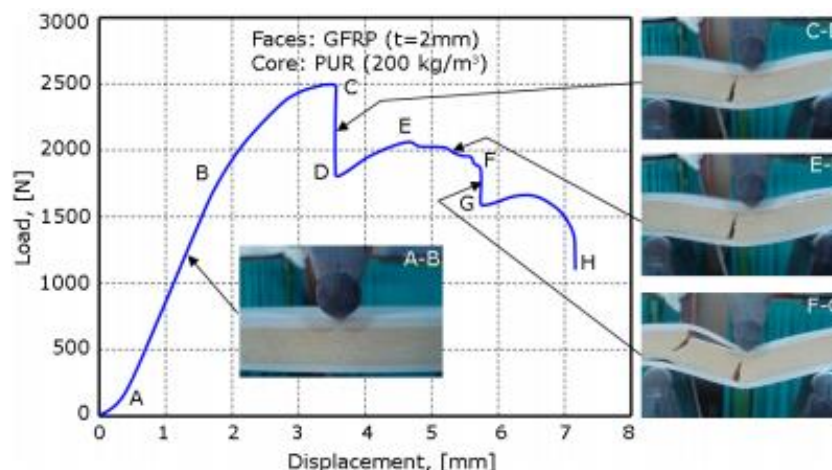 Faces: GFRP (t=2mm)
Core: PUR (200 kg/m³)
Load, [N]
3000
2500
2000
1500
1000
500
0
A
B
C
D
E
F
G
H
A-B
0 1 2 3 4 5 6 7 8
Displacement, [mm]
C-
E-
F-